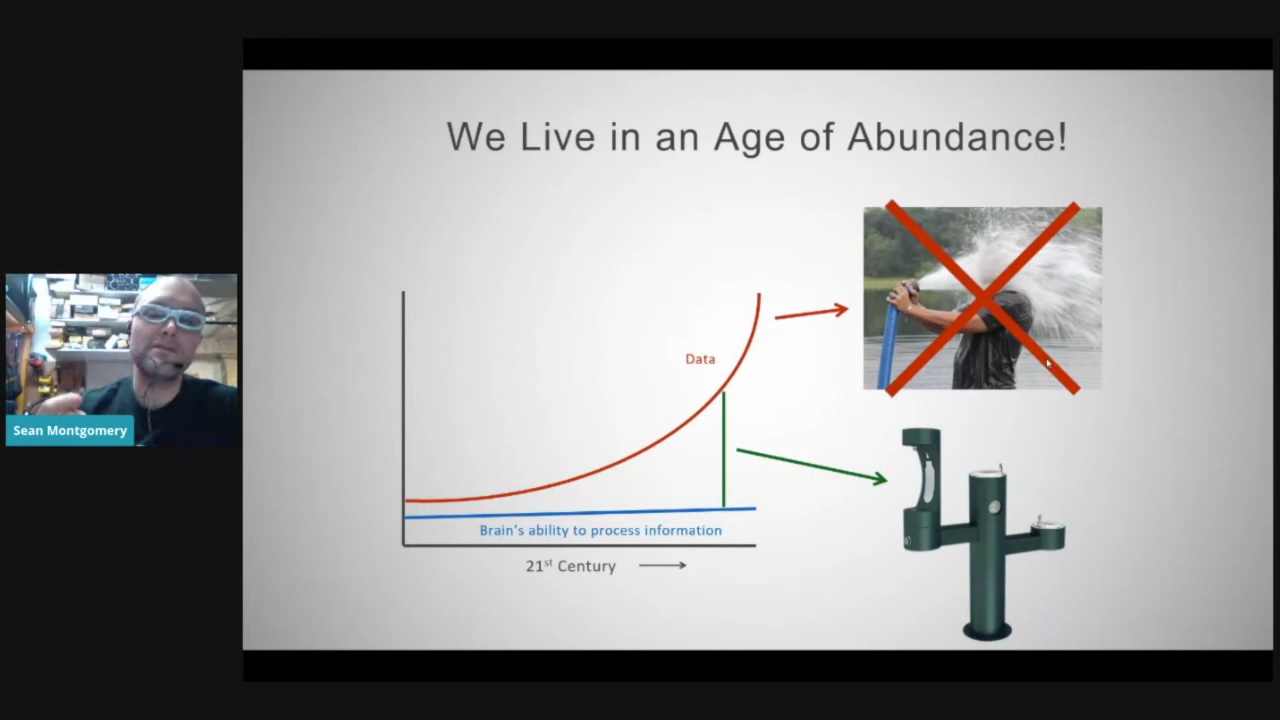 We Live in an Age of Abundance!
Data
Brain's ability to process information
21st Century
Sean Montgomery